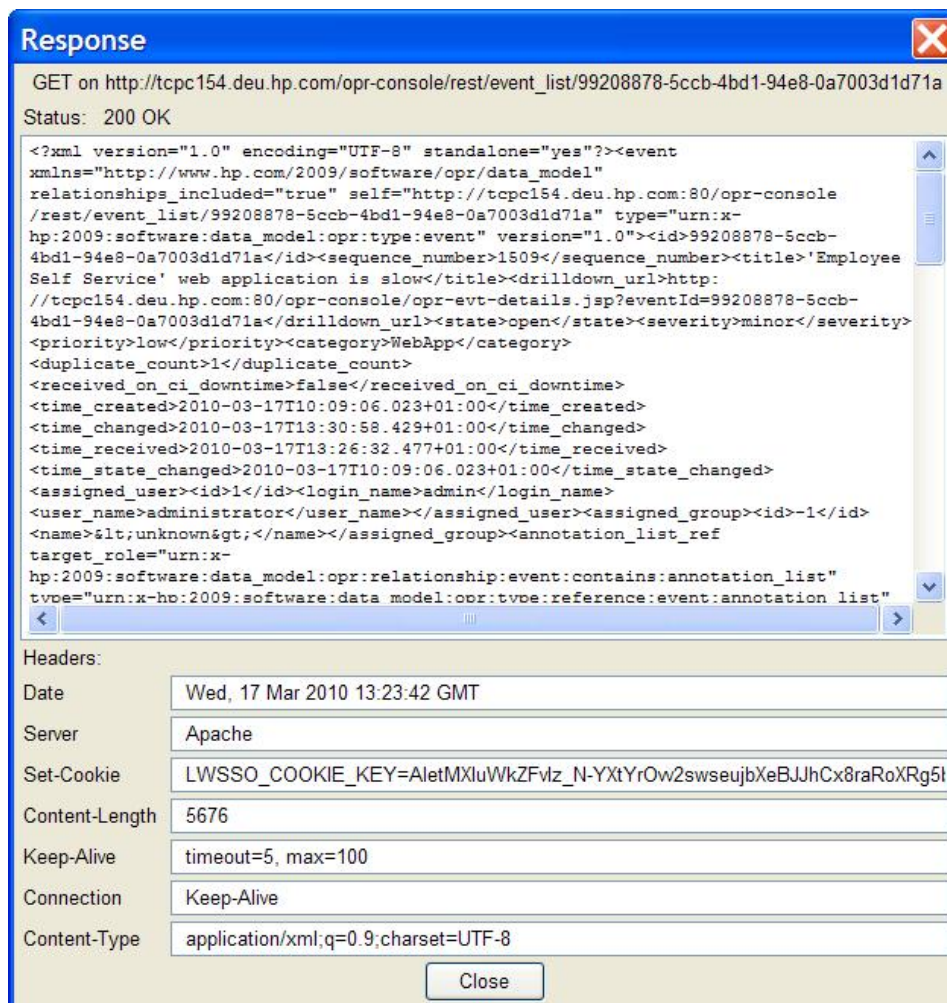 Response
GET on http://tcpc154.deu.hp.com/opr-console/rest/event_list/99208878-5ccb-4bd1-94e8-0a7003d1d71a
Status: 200 OK
<?xml version="1.0" encoding="UTF-8" standalone="yes"?><event
xmlns="http://www.hp.com/2009/software/opr/data_model"
relationships_included="true" self="http://tcpc154.deu.hp.com:80/opr-console
/rest/event_list/99208878-5ccb-4bd1-94e8-0a7003d1d71a" type="urn:x-
hp:2009:software:data_model:opr:type:event" version="1.0"><id>99208878-5ccb-
4bd1-94e8-0a7003d1d71a</id><sequence_number>1509</sequence_number><title>'Employee
Self Service' web application is slow</title><drilldown_url>http:
//tcpc154.deu.hp.com:80/opr-console/opr-evt-details.jsp?eventId=99208878-5ccb-
4bd1-94e8-0a7003d1d71a</drilldown_url><state>open</state><severity>minor</severity>
<priority>low</priority><category>WebApp</category>
<duplicate_count>1</duplicate_count>
<received_on_ci_downtime>false</received_on_ci_downtime>
<time_created>2010-03-17T10:09:06.023+01:00</time_created>
<time_changed>2010-03-17T13:30:58.429+01:00</time_changed>
<time_received>2010-03-17T13:26:32.477+01:00</time_received>
<time_state_changed>2010-03-17T10:09:06.023+01:00</time_state_changed>
<assigned_user><id>1</id><login_name>admin</login_name>
<user_name>administrator</user_name></assigned_user><assigned_group><id>-1</id>
<name>&lt;unknown&gt;</name></assigned_group><annotation_list_ref
target_role="urn:x-
hp:2009:software:data_model:opr:relationship:event:contains:annotation_list"
type="urn:x-hp:2009:software:data_model:opr:type:reference:event:annotation_list"
Headers:
Date Wed, 17 Mar 2010 13:23:42 GMT
Server Apache
Set-Cookie
Content-Length 5676
Keep-Alive timeout=5, max=100
Connection Keep-Alive
Content-Type application/xml;q=0.9;charset=UTF-8
Close